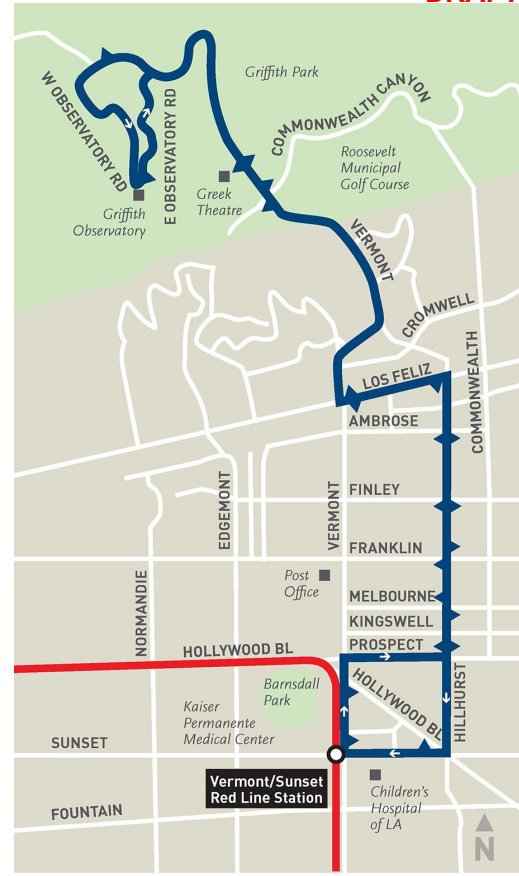 Griffith Park
COMMONWEALTH CANYON
W OBSERVATORY RD
E OBSERVATORY RD
Roosevelt
Municipal
Golf Course
Greek
Theatre
Griffith
Observatory
VERMONT
CROMWELL
LOS FELIZ
COMMONWEALTH
AMBROSE
EDGEMONT
VERMONT
FINLEY
FRANKLIN
Post
Office
NORMANDIE
MELBOURNE
KINGSWELL
PROSPECT
HOLLYWOOD BL
HILLHURST
Barnsdall
Park
HOLLYWOOD BL
Kaiser
Permanente
Medical Center
SUNSET
Vermont/Sunset
Red Line Station
Children's
Hospital
of LA
FOUNTAIN
N